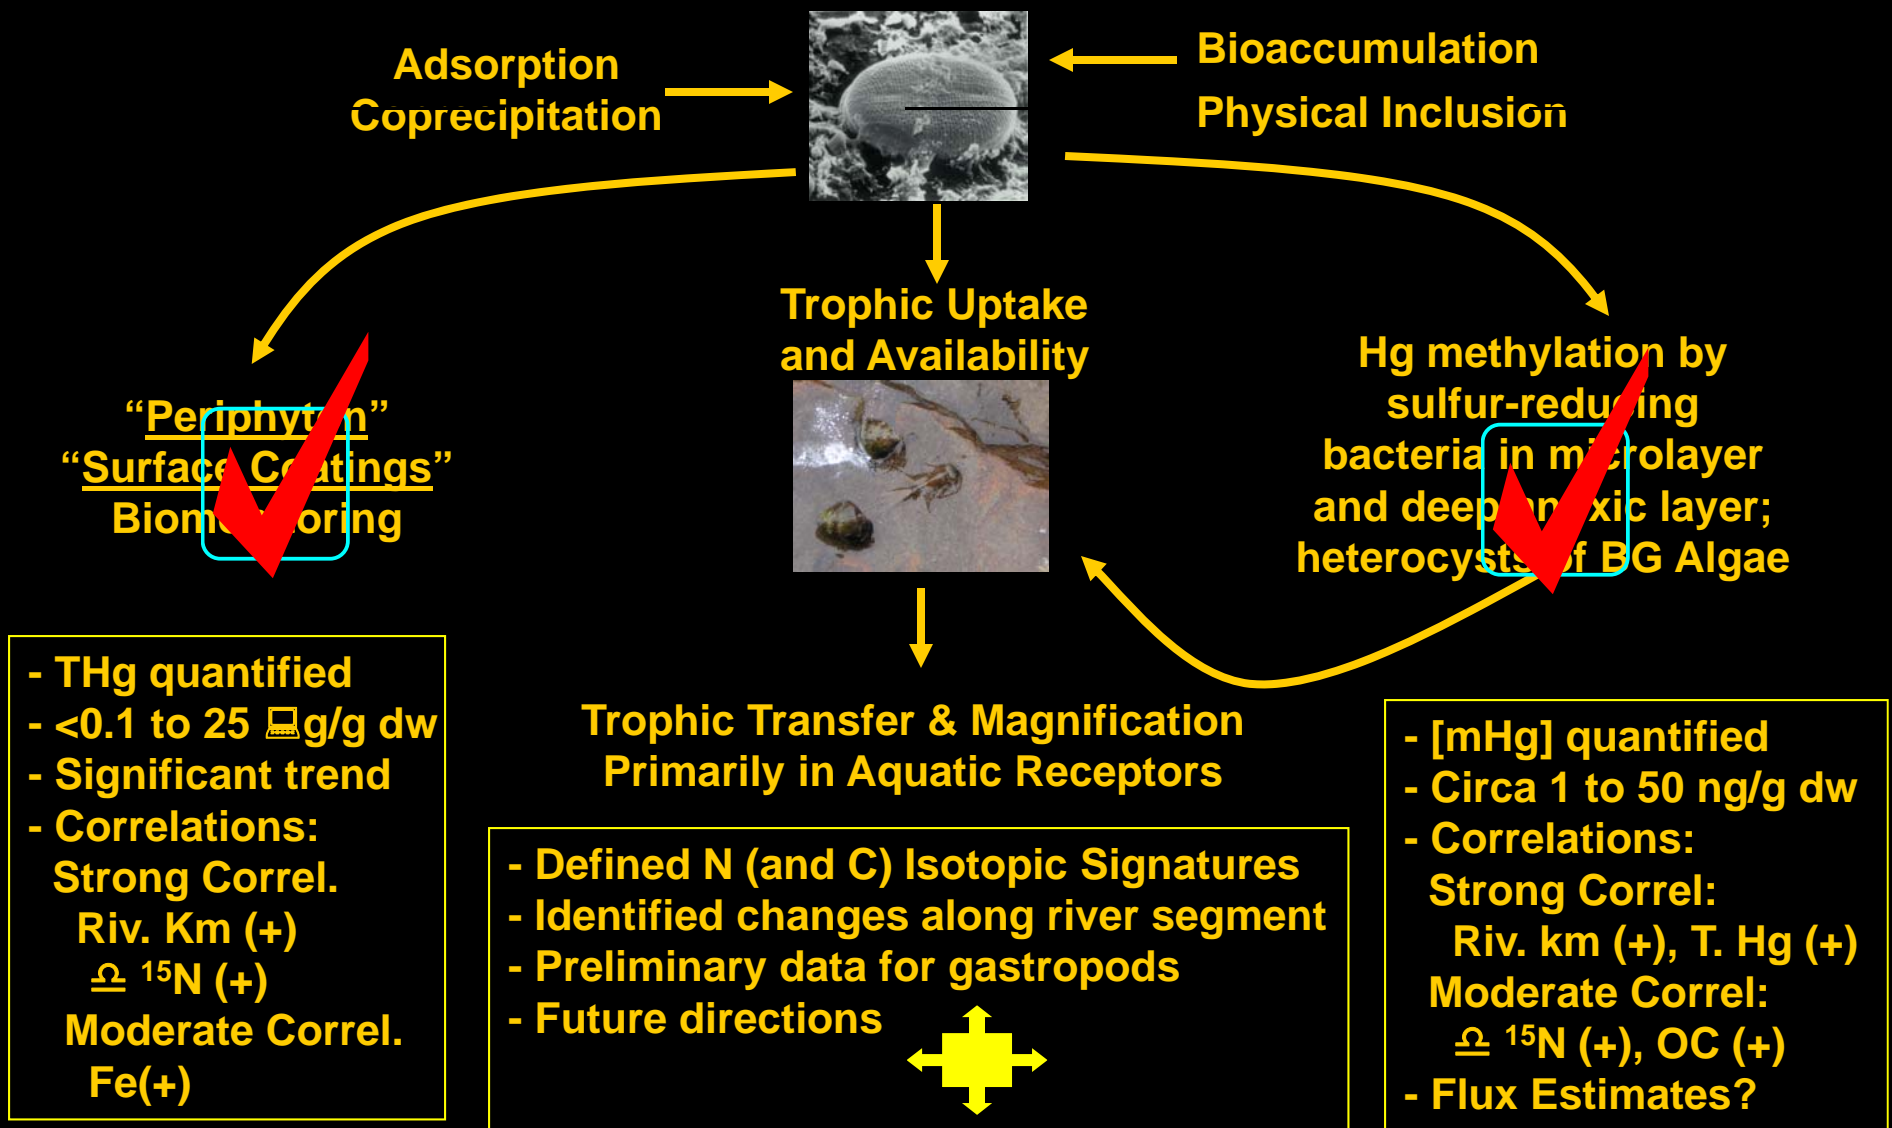 Adsorption
Coprecipitation
Bioaccumulation
Physical Inclusion
Trophic Uptake
and Availability
“Periphyton”
“Surface Coatings”
Biomonitoring
Hg methylation by
sulfur-reducing
bacteria in microlayer
and deep anoxic layer;
heterocysts of BG Algae
- THg quantified
- <0.1 to 25 💻g/g dw
- Significant trend
- Correlations:
Strong Correl.
Riv. Km (+)
♎ ¹⁵N (+)
Moderate Correl.
Fe(+)
Trophic Transfer & Magnification
Primarily in Aquatic Receptors
- Defined N (and C) Isotopic Signatures
- Identified changes along river segment
- Preliminary data for gastropods
- Future directions
- [mHg] quantified
- Circa 1 to 50 ng/g dw
- Correlations:
Strong Correl:
Riv. km (+), T. Hg (+)
Moderate Correl:
♎ ¹⁵N (+), OC (+)
- Flux Estimates?